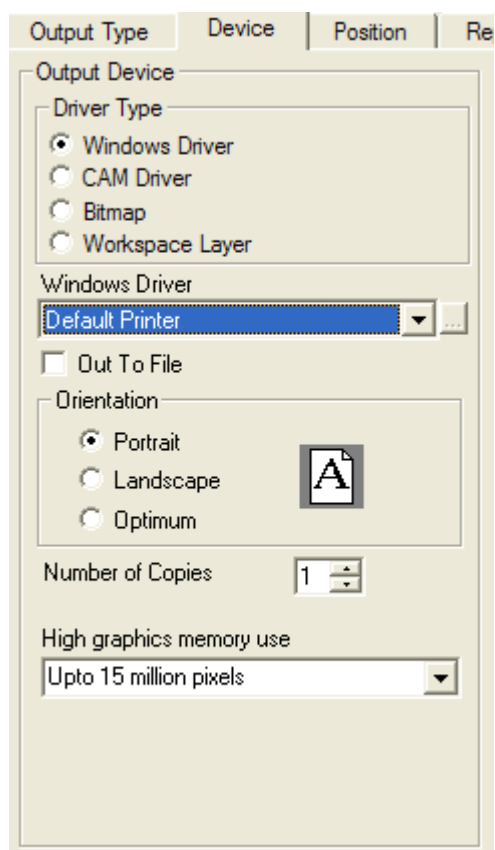 Output Type Device Position Re
Output Device
Driver Type
Windows Driver
CAM Driver
Bitmap
Workspace Layer
Windows Driver
Default Printer ...
Out To File
Orientation
Portrait
Landscape
Optimum
A
Number of Copies 1
High graphics memory use
Upto 15 million pixels